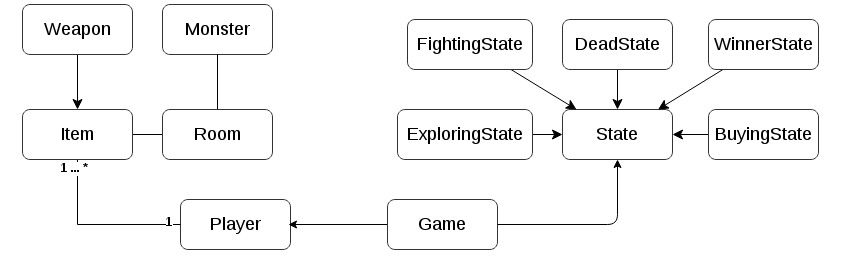 Weapon
Monster
FightingState
DeadState
WinnerState
Item
Room
ExploringState
State
BuyingState
1 ... *
1
Player
Game